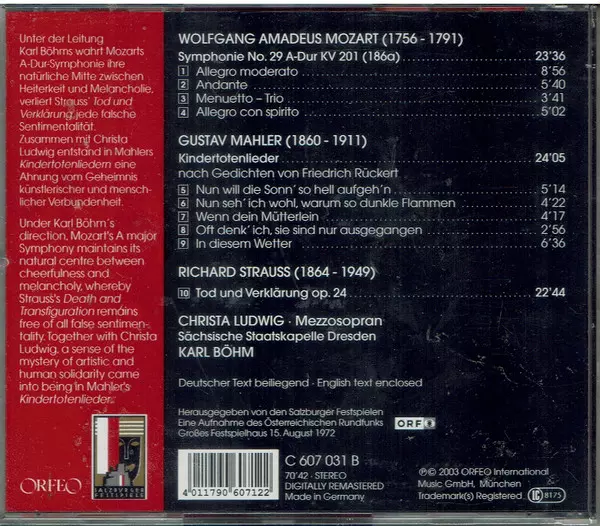 Unter der Leitung
Karl Böhms wahrt Mozarts
A-Dur-Symphonie ihre
natürliche Mitte zwischen
Heiterkeit und Melancholie,
verliert Strauss' Tod und
Verklärung jede falsche
Sentimentalität.
Zusammen mit Christa
Ludwig entstand in Mahlers
Kindertotenliedern eine
Ahnung vom Geheimnis
künstlerischer und mensch-
licher Verbundenheit.
Under Karl Böhm's
direction, Mozart's A major
Symphony maintains its
natural centre between
cheerfulness and
melancholy, whereby
Strauss's Death and
Transfiguration remains
free of all false sentimen-
tality. Together with Christa
Ludwig, a sense of the
mystery of artistic and
human solidarity came
into being in Mahler's
Kindertotenlieder.
ORFEO
SALZBURGER
FESTSPIELE
WOLFGANG AMADEUS MOZART (1756 - 1791)
Symphonie No. 29 A-Dur KV 201 (186a) 23'36
1 Allegro moderato 8'56
2 Andante 5'40
3 Menuetto – Trio 3'41
4 Allegro con spirito 5'02
GUSTAV MAHLER (1860 - 1911)
Kindertotenlieder 24'05
nach Gedichten von Friedrich Rückert
5 Nun will die Sonn' so hell aufgeh'n 5'14
6 Nun seh' ich wohl, warum so dunkle Flammen 4'22
7 Wenn dein Mütterlein 4'17
8 Oft denk' ich, sie sind nur ausgegangen 2'56
9 In diesem Wetter 6'36
RICHARD STRAUSS (1864 - 1949)
10 Tod und Verklärung op. 24 22'44
CHRISTA LUDWIG · Mezzosopran
Sächsische Staatskapelle Dresden
KARL BÖHM
Deutscher Text beiliegend · English text enclosed
Herausgegeben von den Salzburger Festspielen
Eine Aufnahme des Österreichischen Rundfunks
Großes Festspielhaus 15. August 1972
ORF
4 011790 607122
C 607 031 B
70'42 · STEREO
DIGITALLY REMASTERED
Made in Germany
℗© 2003 ORFEO International
Music GmbH, München
Trademark(s) Registered.
LC 8175